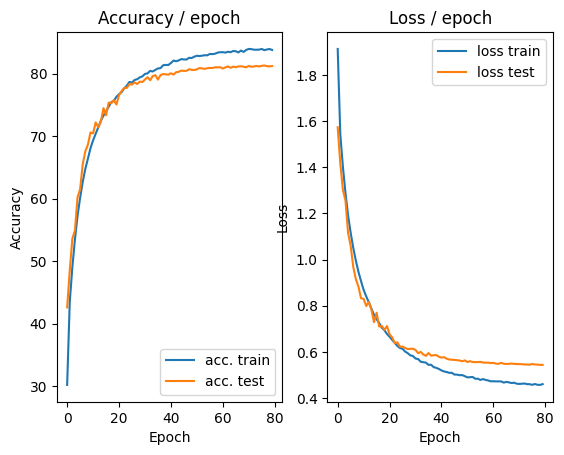 Accuracy / epoch
Accuracy
80
70
60
50
40
30
acc. train
acc. test
0
20
40
60
80
Epoch
Loss / epoch
Loss
1.8
1.6
1.4
1.2
1.0
0.8
0.6
0.4
loss train
loss test
0
20
40
60
80
Epoch